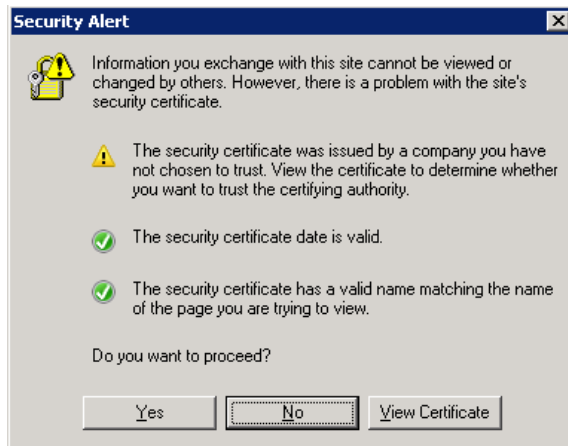 Security Alert
Information you exchange with this site cannot be viewed or
changed by others. However, there is a problem with the site's
security certificate.
The security certificate was issued by a company you have
not chosen to trust. View the certificate to determine whether
you want to trust the certifying authority.
The security certificate date is valid.
The security certificate has a valid name matching the name
of the page you are trying to view.
Do you want to proceed?
Yes No View Certificate